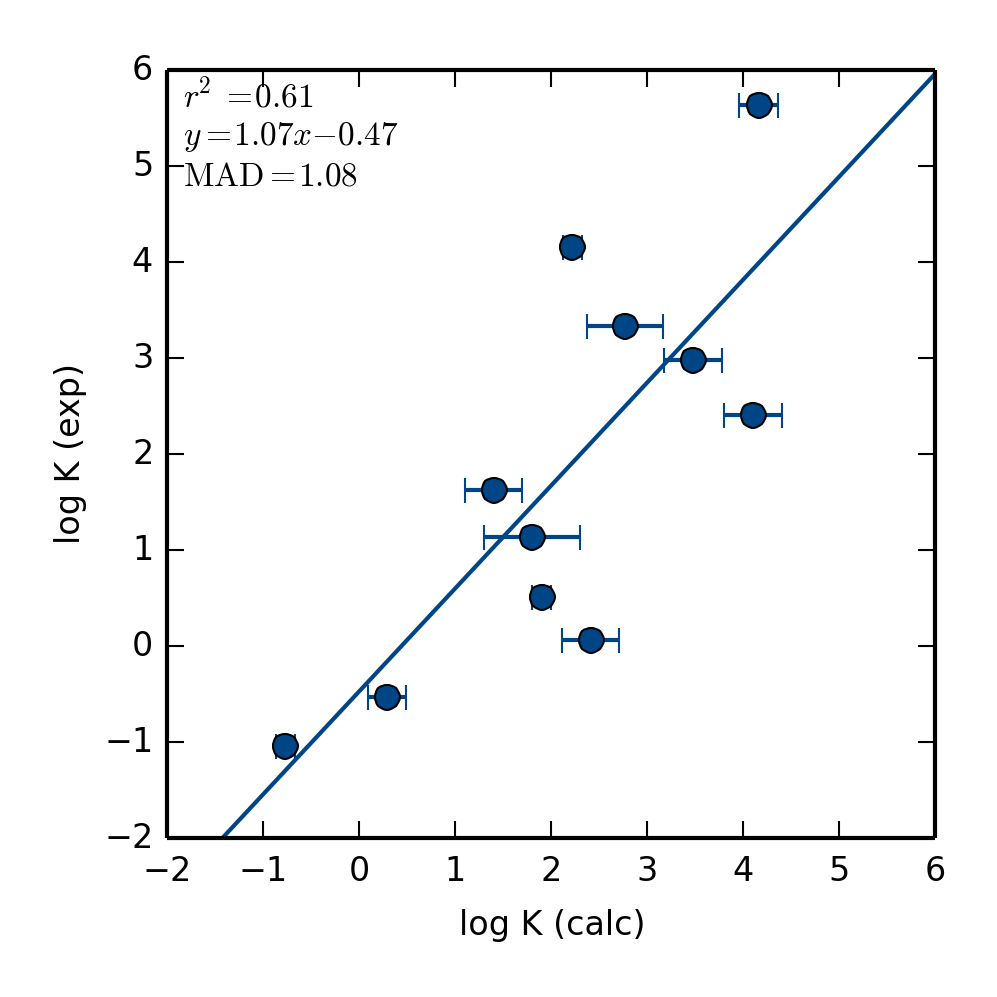 6
r² =0.61
y=1.07x−0.47
5
MAD=1.08
4
3
2
1
0
−1
−2
log K (exp)
−2 −1 0 1 2 3 4 5 6
log K (calc)